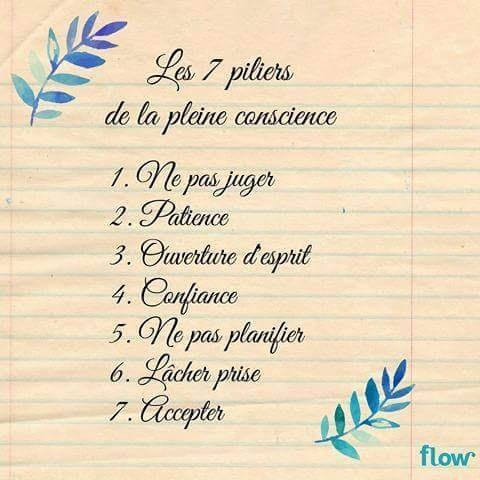 Les 7 piliers
de la pleine conscience
1. Ne pas juger
2. Patience
3. Ouverture d'esprit
4. Confiance
5. Ne pas planifier
6. Lâcher prise
7. Accepter
flow